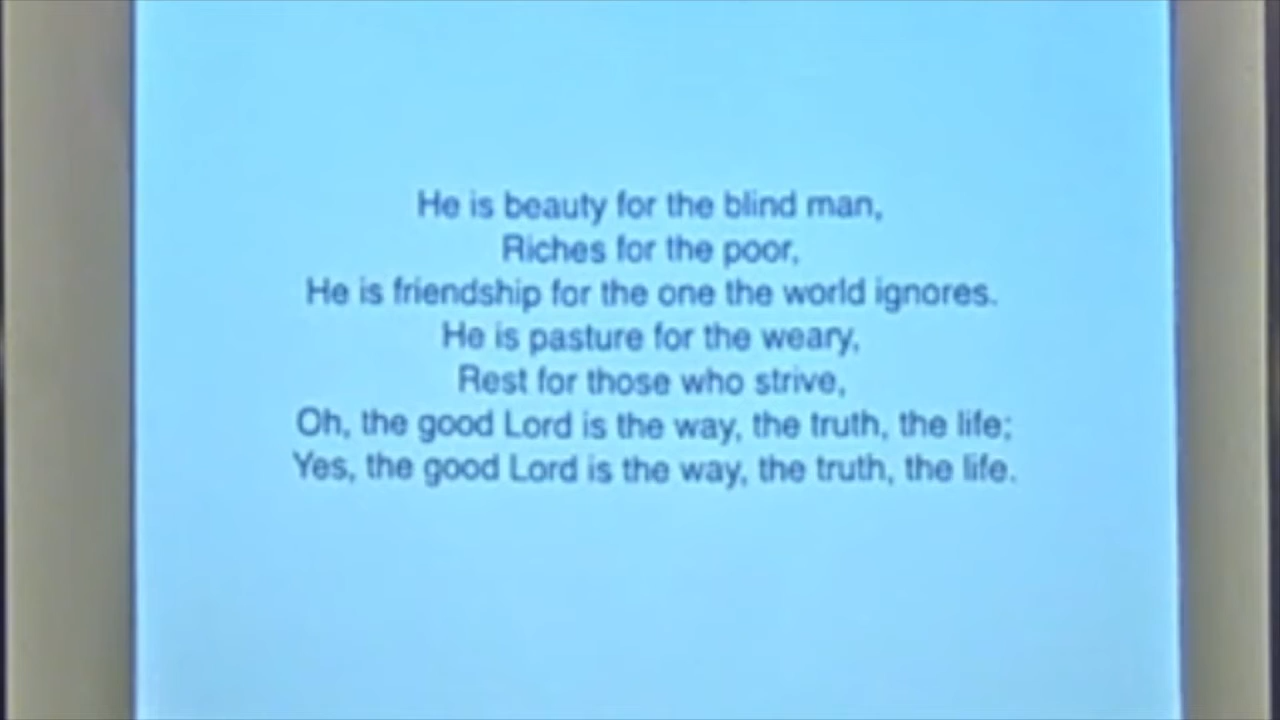 He is beauty for the blind man,
Riches for the poor,
He is friendship for the one the world ignores.
He is pasture for the weary,
Rest for those who strive,
Oh, the good Lord is the way, the truth, the life;
Yes, the good Lord is the way, the truth, the life.